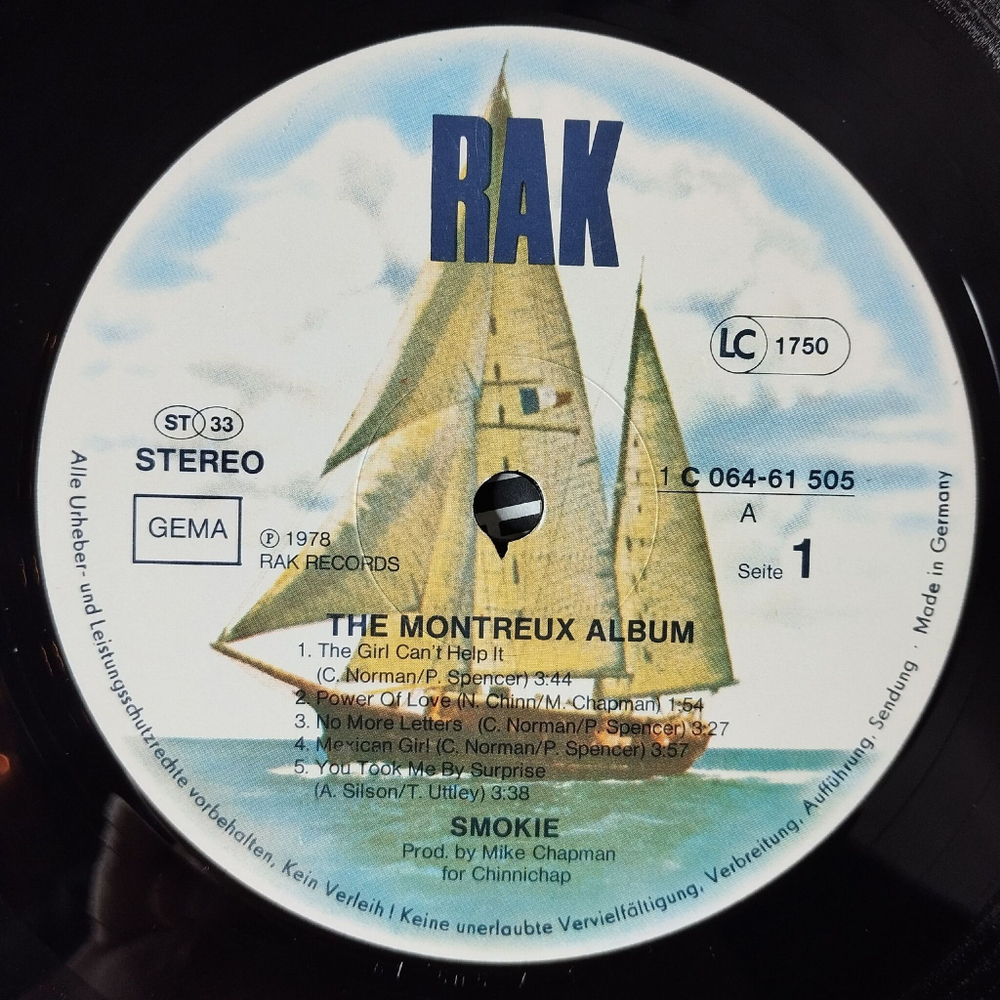 RAK
LC 1750
ST 33
STEREO
GEMA
℗ 1978
RAK RECORDS
1 C 064-61 505
A
Seite 1
THE MONTREUX ALBUM
1. The Girl Can't Help It
(C. Norman/P. Spencer) 3:44
2. Power Of Love (N. Chinn/M. Chapman) 1:54
3. No More Letters (C. Norman/P. Spencer) 3:27
4. Mexican Girl (C. Norman/P. Spencer) 3:57
5. You Took Me By Surprise
(A. Silson/T. Uttley) 3:38
SMOKIE
Prod. by Mike Chapman
for Chinnichap
Alle Urheber- und Leistungsschutzrechte vorbehalten. Kein Verleih! Keine unerlaubte Vervielfältigung, Verbreitung, Aufführung, Sendung · Made in Germany